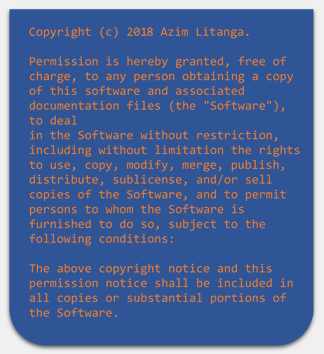 Copyright (c) 2018 Azim Litanga.
Permission is hereby granted, free of
charge, to any person obtaining a copy
of this software and associated
documentation files (the "Software"),
to deal
in the Software without restriction,
including without limitation the rights
to use, copy, modify, merge, publish,
distribute, sublicense, and/or sell
copies of the Software, and to permit
persons to whom the Software is
furnished to do so, subject to the
following conditions:
The above copyright notice and this
permission notice shall be included in
all copies or substantial portions of
the Software.